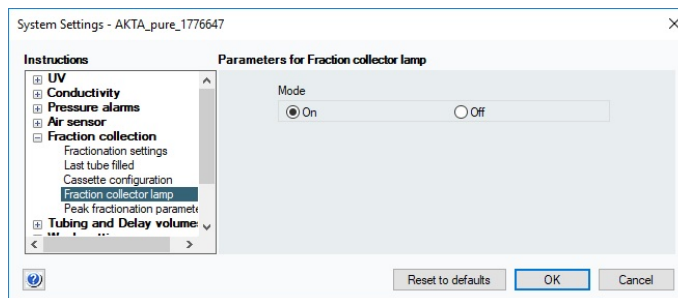 System Settings - AKTA_pure_1776647
Instructions
Parameters for Fraction collector lamp
UV
Conductivity
Pressure alarms
Air sensor
Fraction collection
Fractionation settings
Last tube filled
Cassette configuration
Fraction collector lamp
Peak fractionation paramete
Tubing and Delay volume
Mode
On
Off
Reset to defaults
OK
Cancel